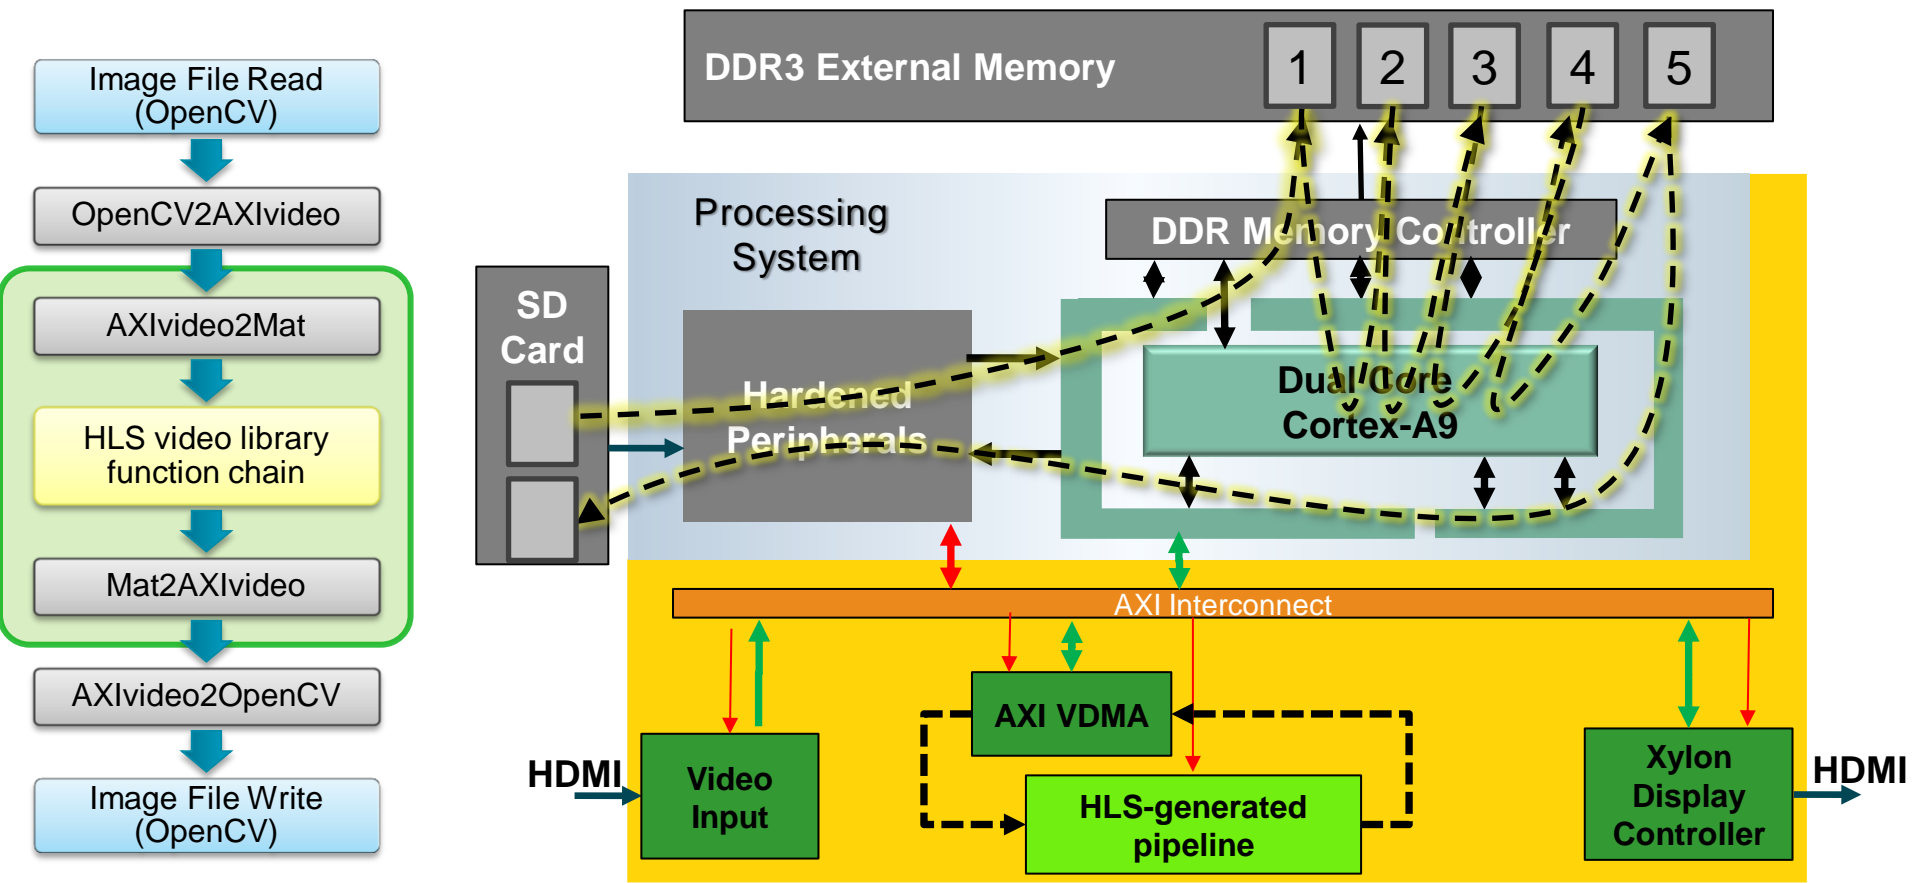 Image File Read
(OpenCV)
OpenCV2AXIvideo
AXIvideo2Mat
HLS video library
function chain
Mat2AXIvideo
AXIvideo2OpenCV
Image File Write
(OpenCV)
DDR3 External Memory
1 2 3 4 5
Processing
System
DDR Memory Controller
SD
Card
Hardened
Peripherals
Dual Core
Cortex-A9
AXI Interconnect
AXI VDMA
HDMI
Video
Input
HLS-generated
pipeline
Xylon
Display
Controller
HDMI